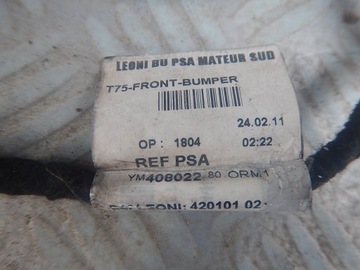 LEONI BU PSA MATEUR SUD
T75-FRONT-BUMPER
24.02.11
OP: 1804 02:22
REF PSA
YM408022 80 ORM1
LEONI: 420101 02